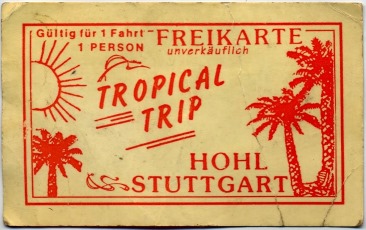 Gültig für 1 Fahrt – FREIKARTE
1 PERSON unverkäuflich
TROPICAL
TRIP
HOHL
STUTTGART